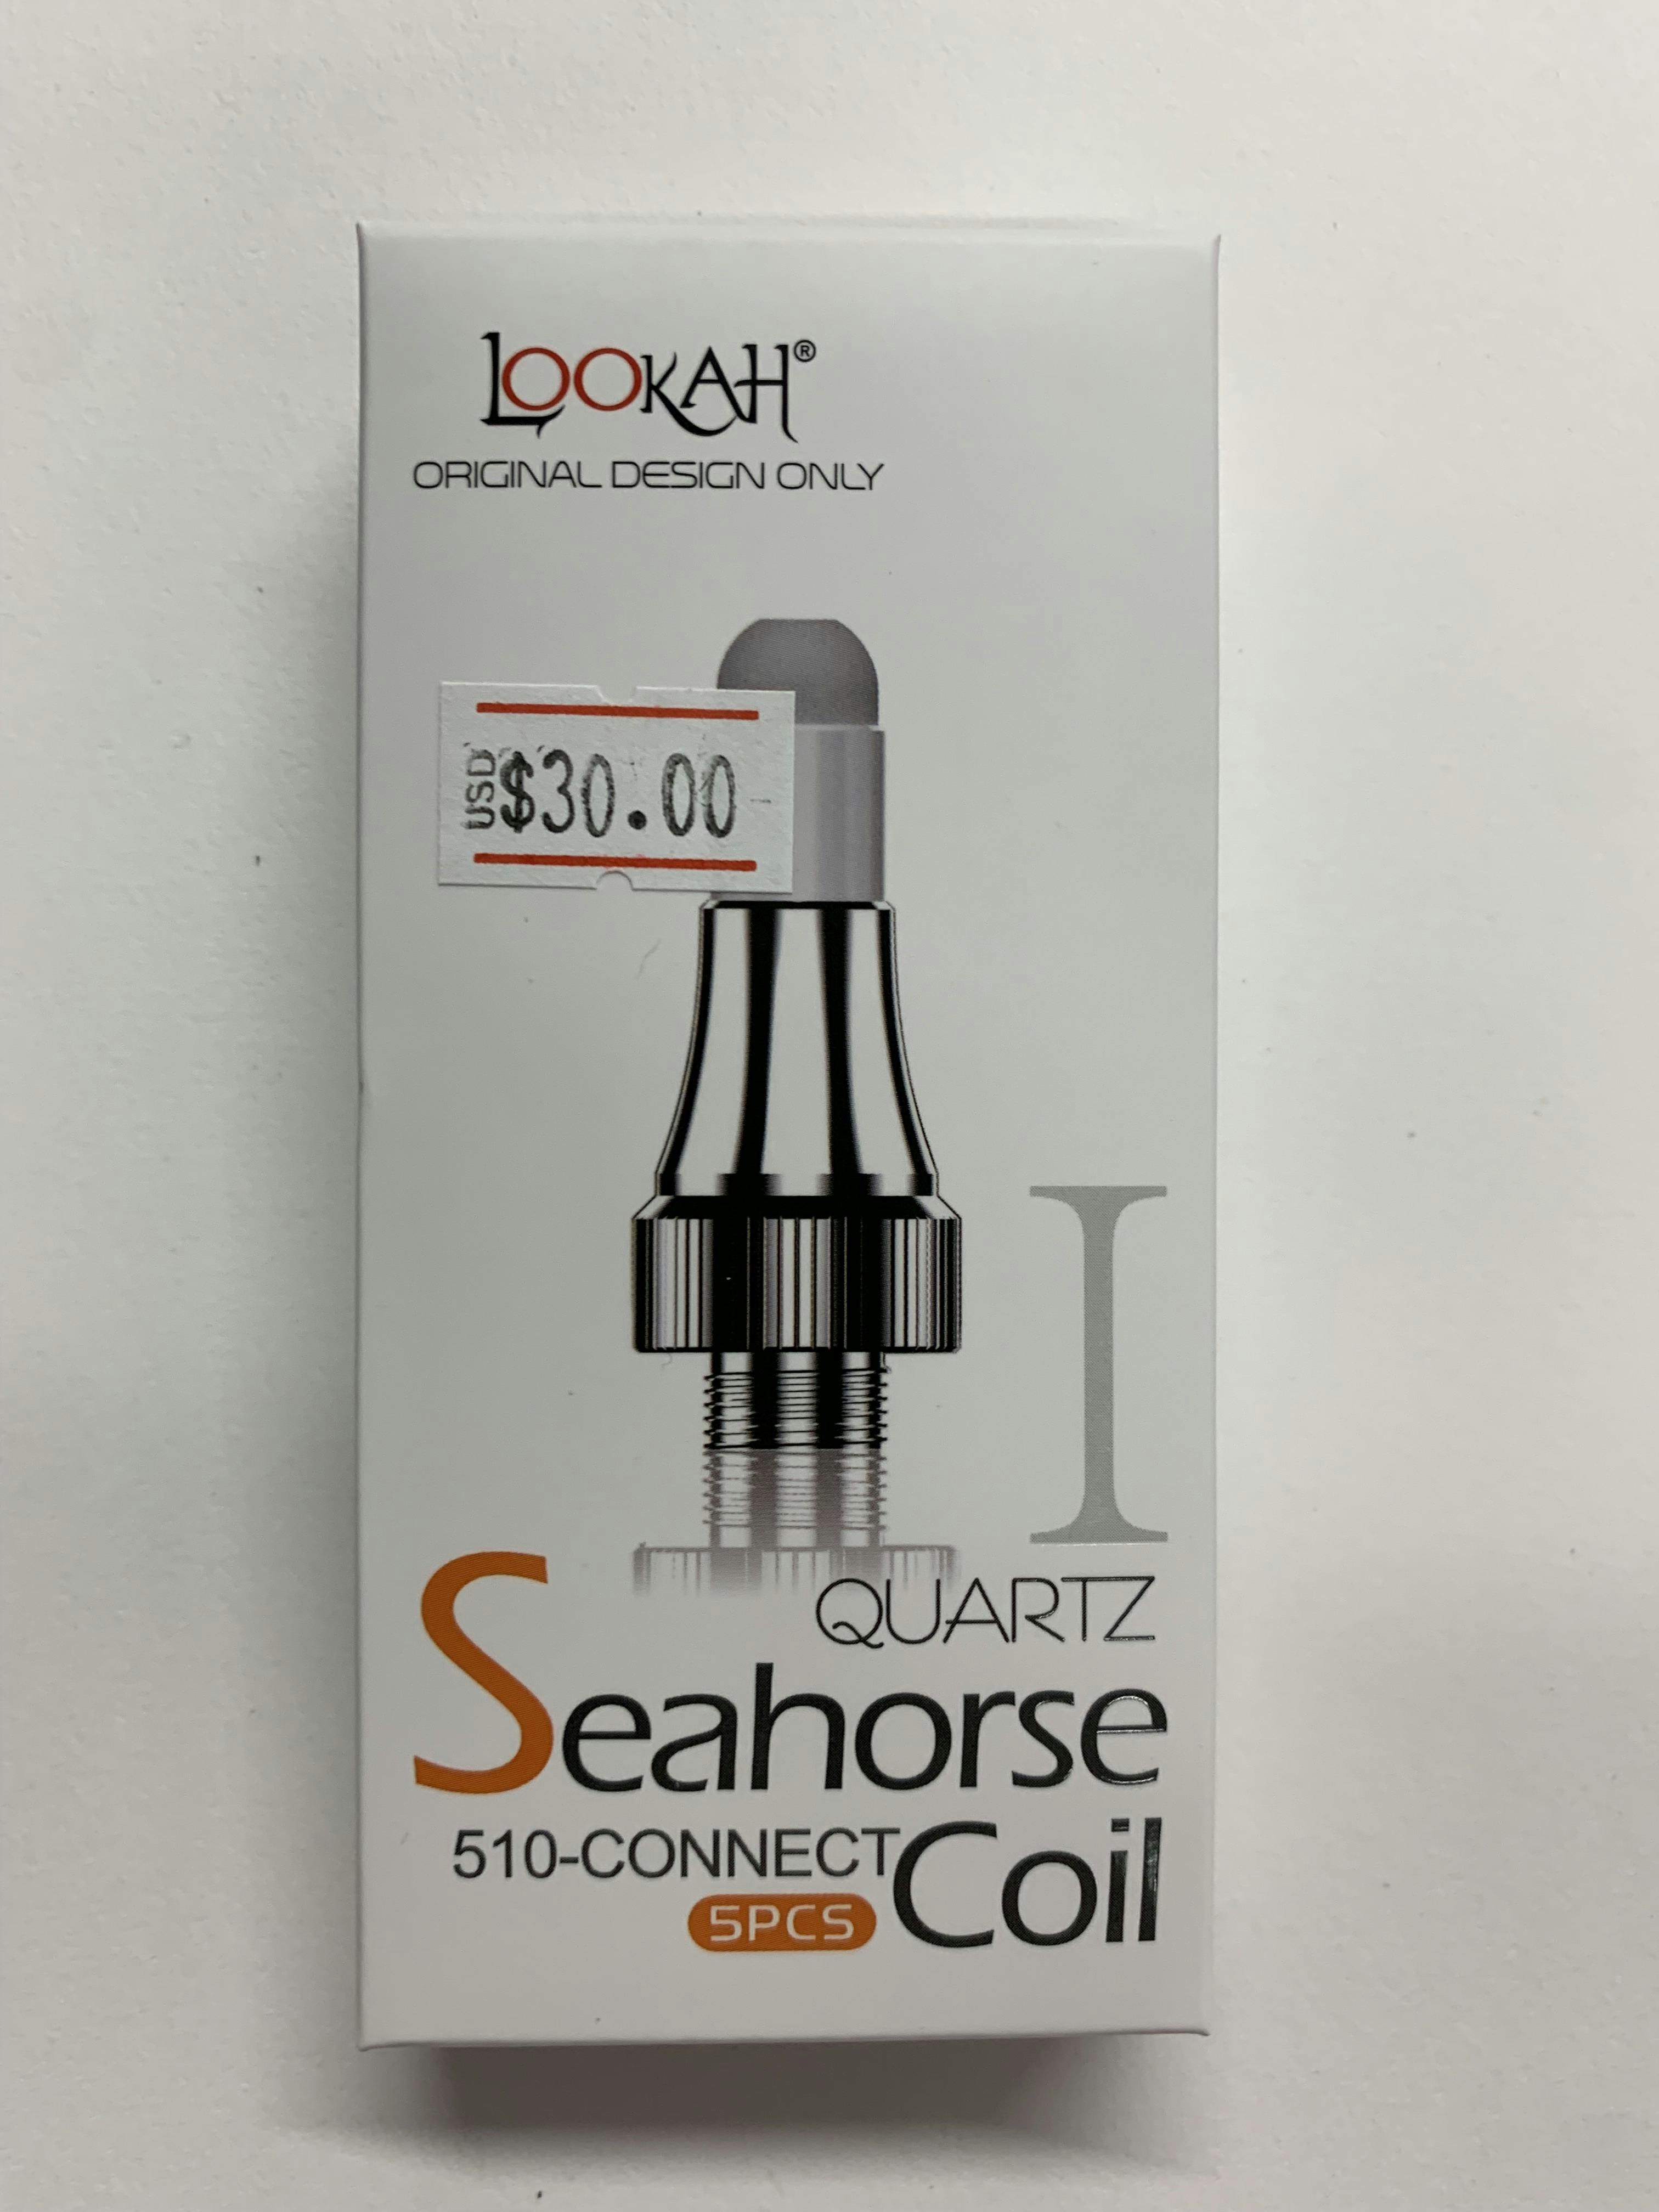 LOOKAH®
ORIGINAL DESIGN ONLY
USD $30.00
I
QUARTZ
Seahorse
510-CONNECT Coil
5PCS